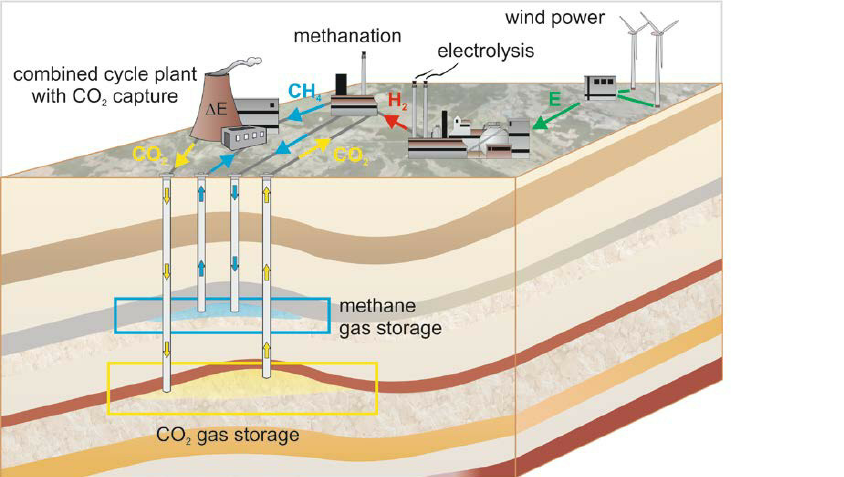 wind power
methanation
electrolysis
combined cycle plant
with CO₂ capture
CH₄
H₂
E
ΔE
CO₂
CO₂
methane
gas storage
CO₂ gas storage